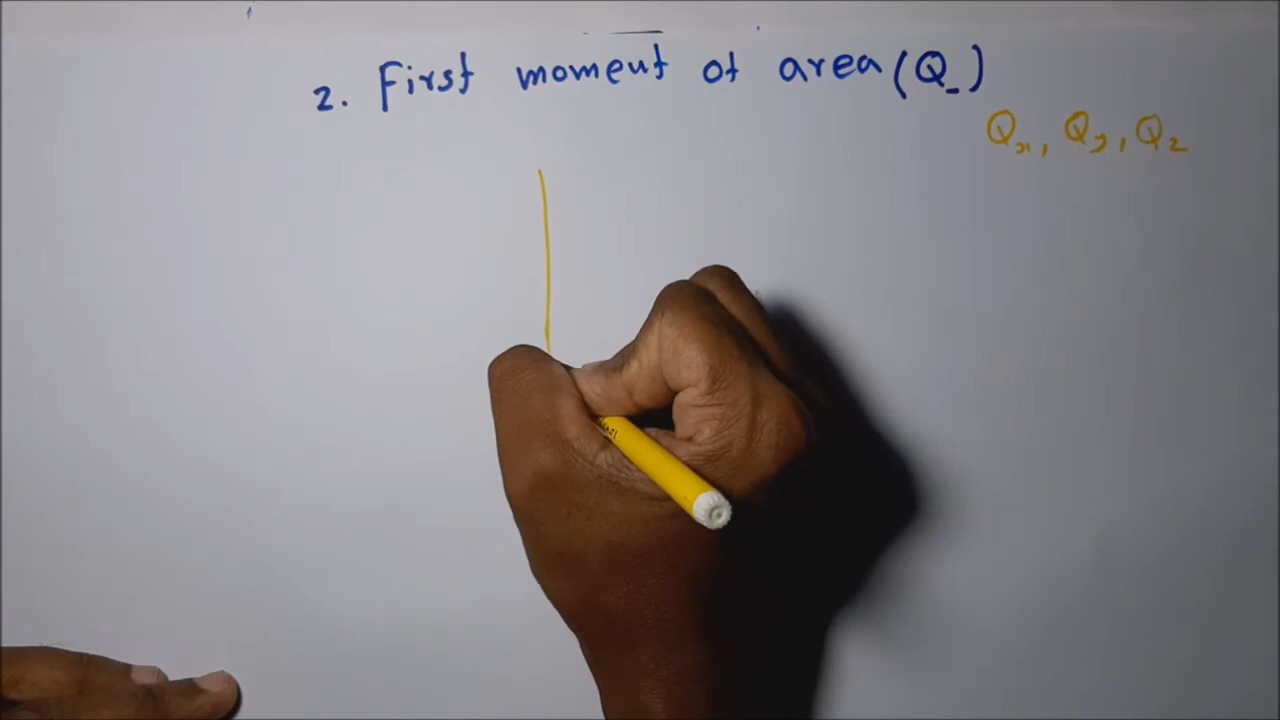 2. First moment of area (Q_)
Qx, Qy, Qz